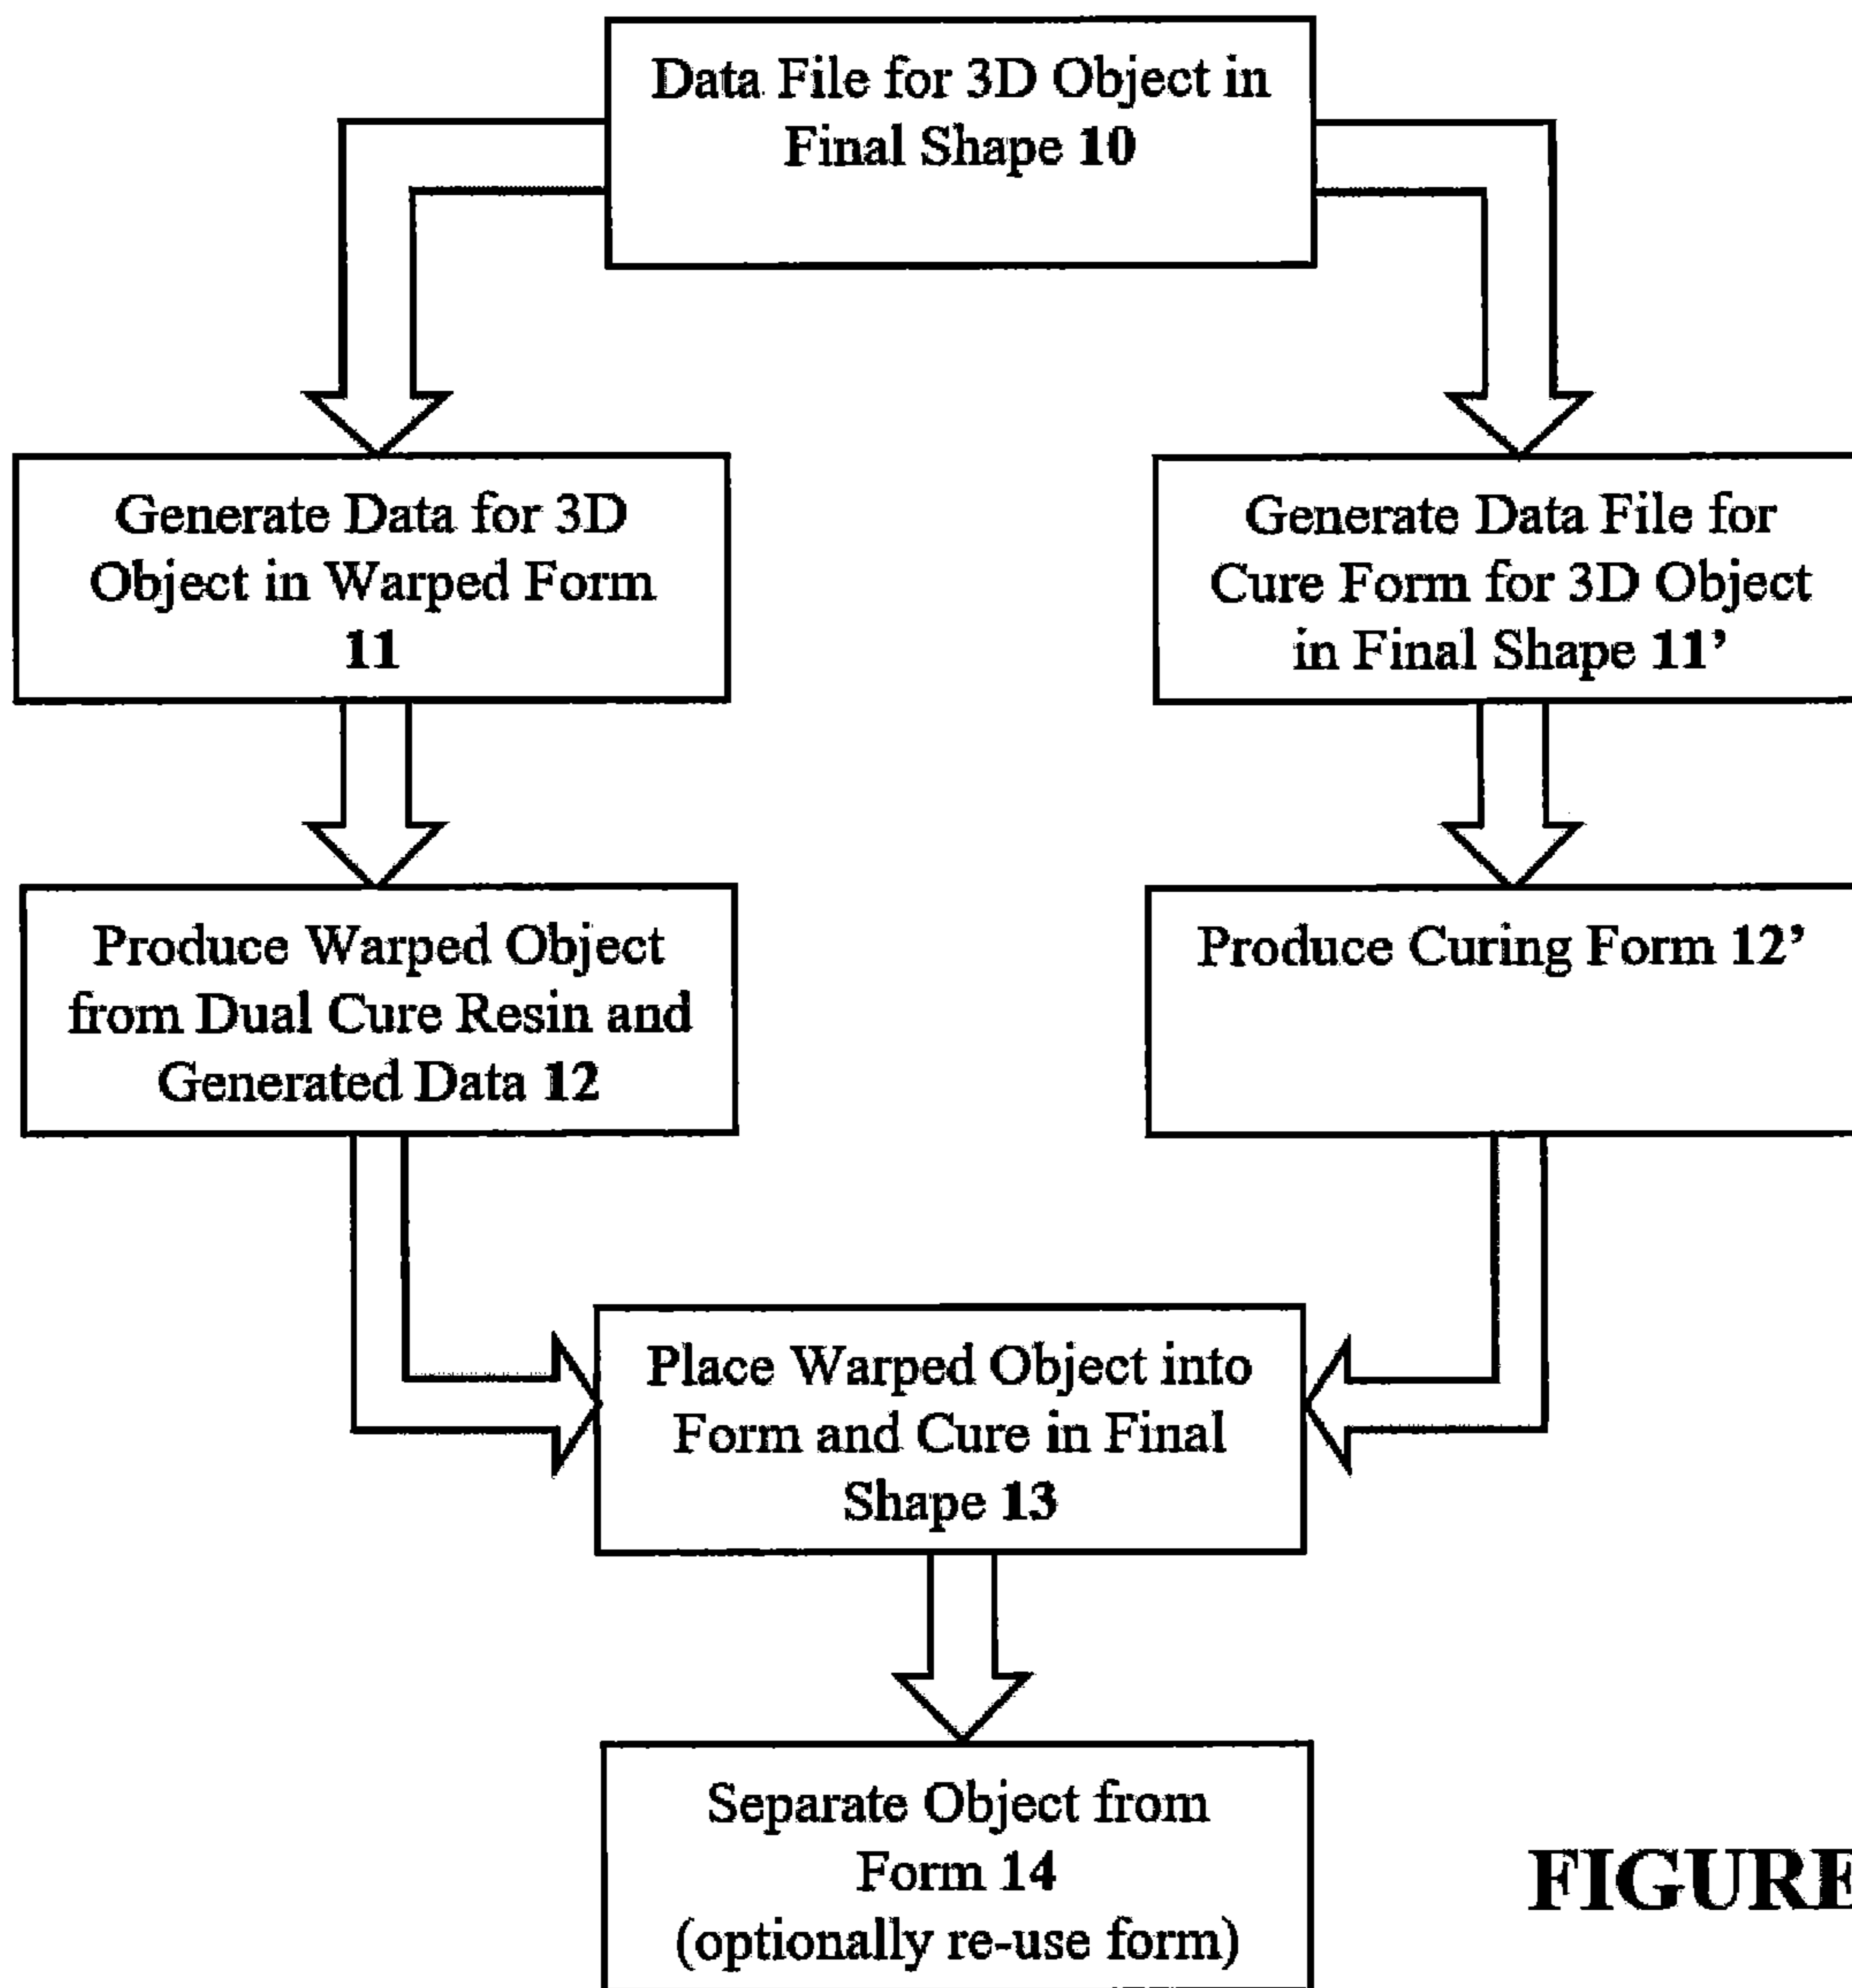 Data File for 3D Object in
Final Shape 10
Generate Data for 3D
Object in Warped Form
11
Generate Data File for
Cure Form for 3D Object
in Final Shape 11’
Produce Warped Object
from Dual Cure Resin and
Generated Data 12
Produce Curing Form 12’
Place Warped Object into
Form and Cure in Final
Shape 13
Separate Object from
Form 14
(optionally re-use form)
FIGURE